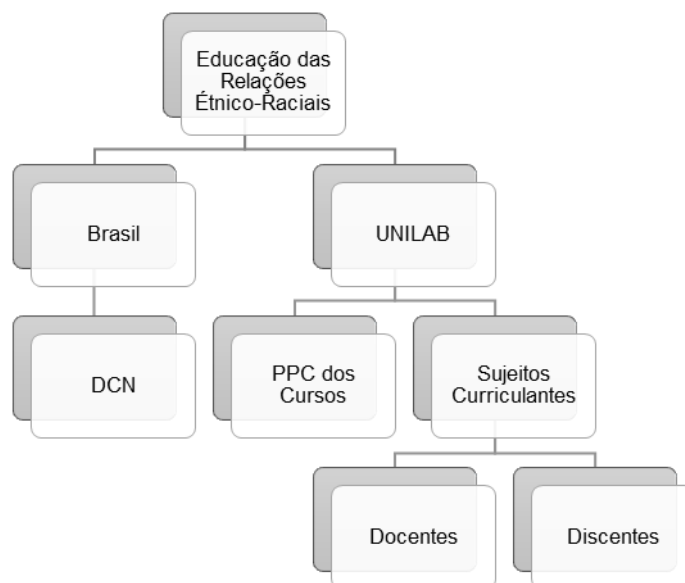 Educação das
Relações
Étnico-Raciais
Brasil
UNILAB
DCN
PPC dos
Cursos
Sujeitos
Curriculantes
Docentes
Discentes